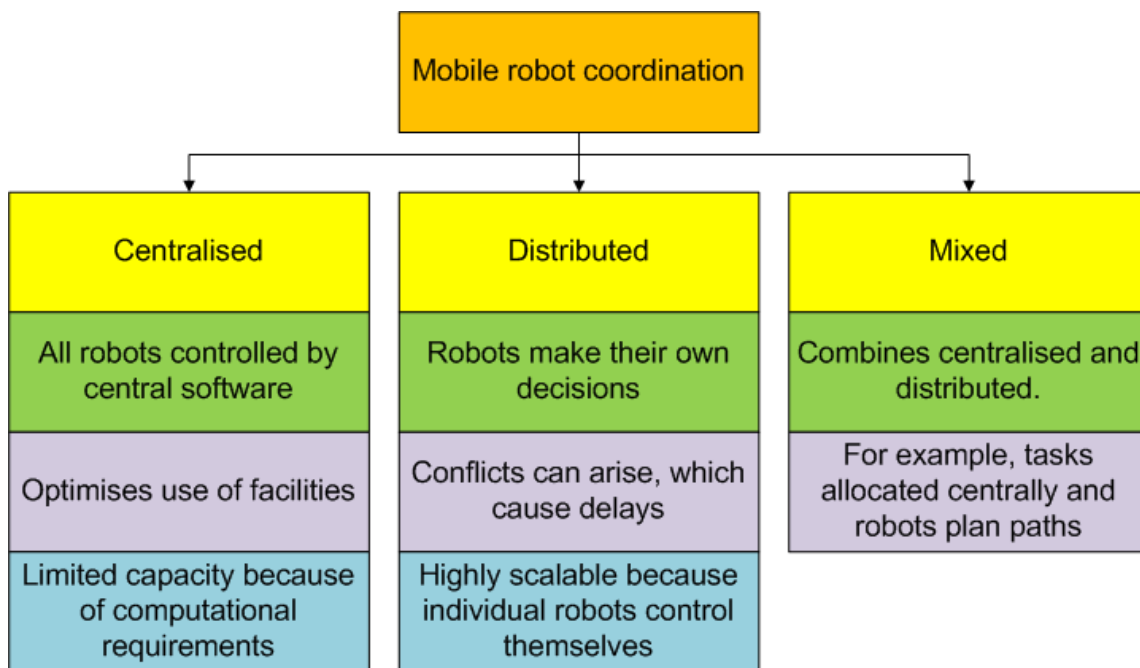 Mobile robot coordination
Centralised
All robots controlled by
central software
Optimises use of facilities
Limited capacity because
of computational
requirements
Distributed
Robots make their own
decisions
Conflicts can arise, which
cause delays
Highly scalable because
individual robots control
themselves
Mixed
Combines centralised and
distributed.
For example, tasks
allocated centrally and
robots plan paths